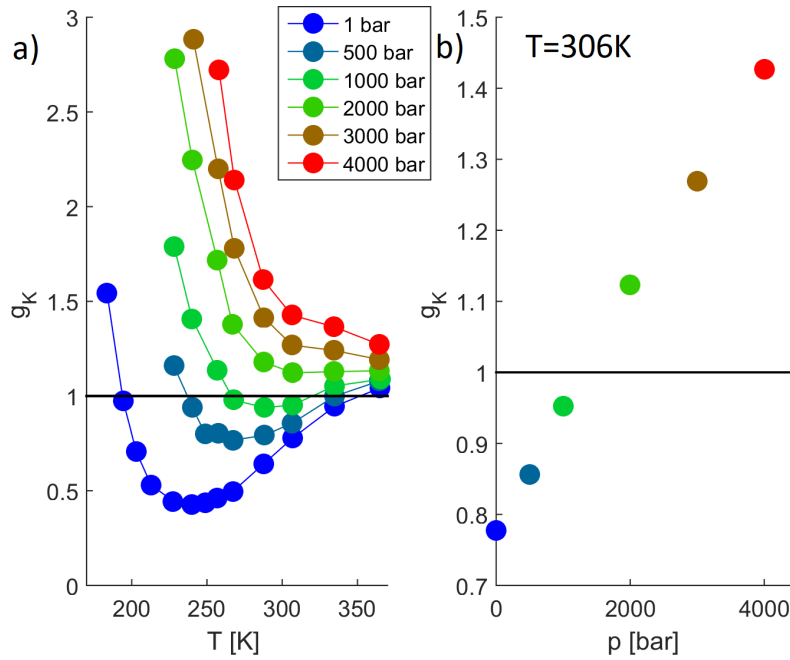 a)
3
2.5
2
1.5
1
0.5
0
g_K
200
250
300
350
T [K]
1 bar
500 bar
1000 bar
2000 bar
3000 bar
4000 bar
b)
T=306K
1.5
1.4
1.3
1.2
1.1
1
0.9
0.8
0.7
g_K
0
2000
4000
p [bar]